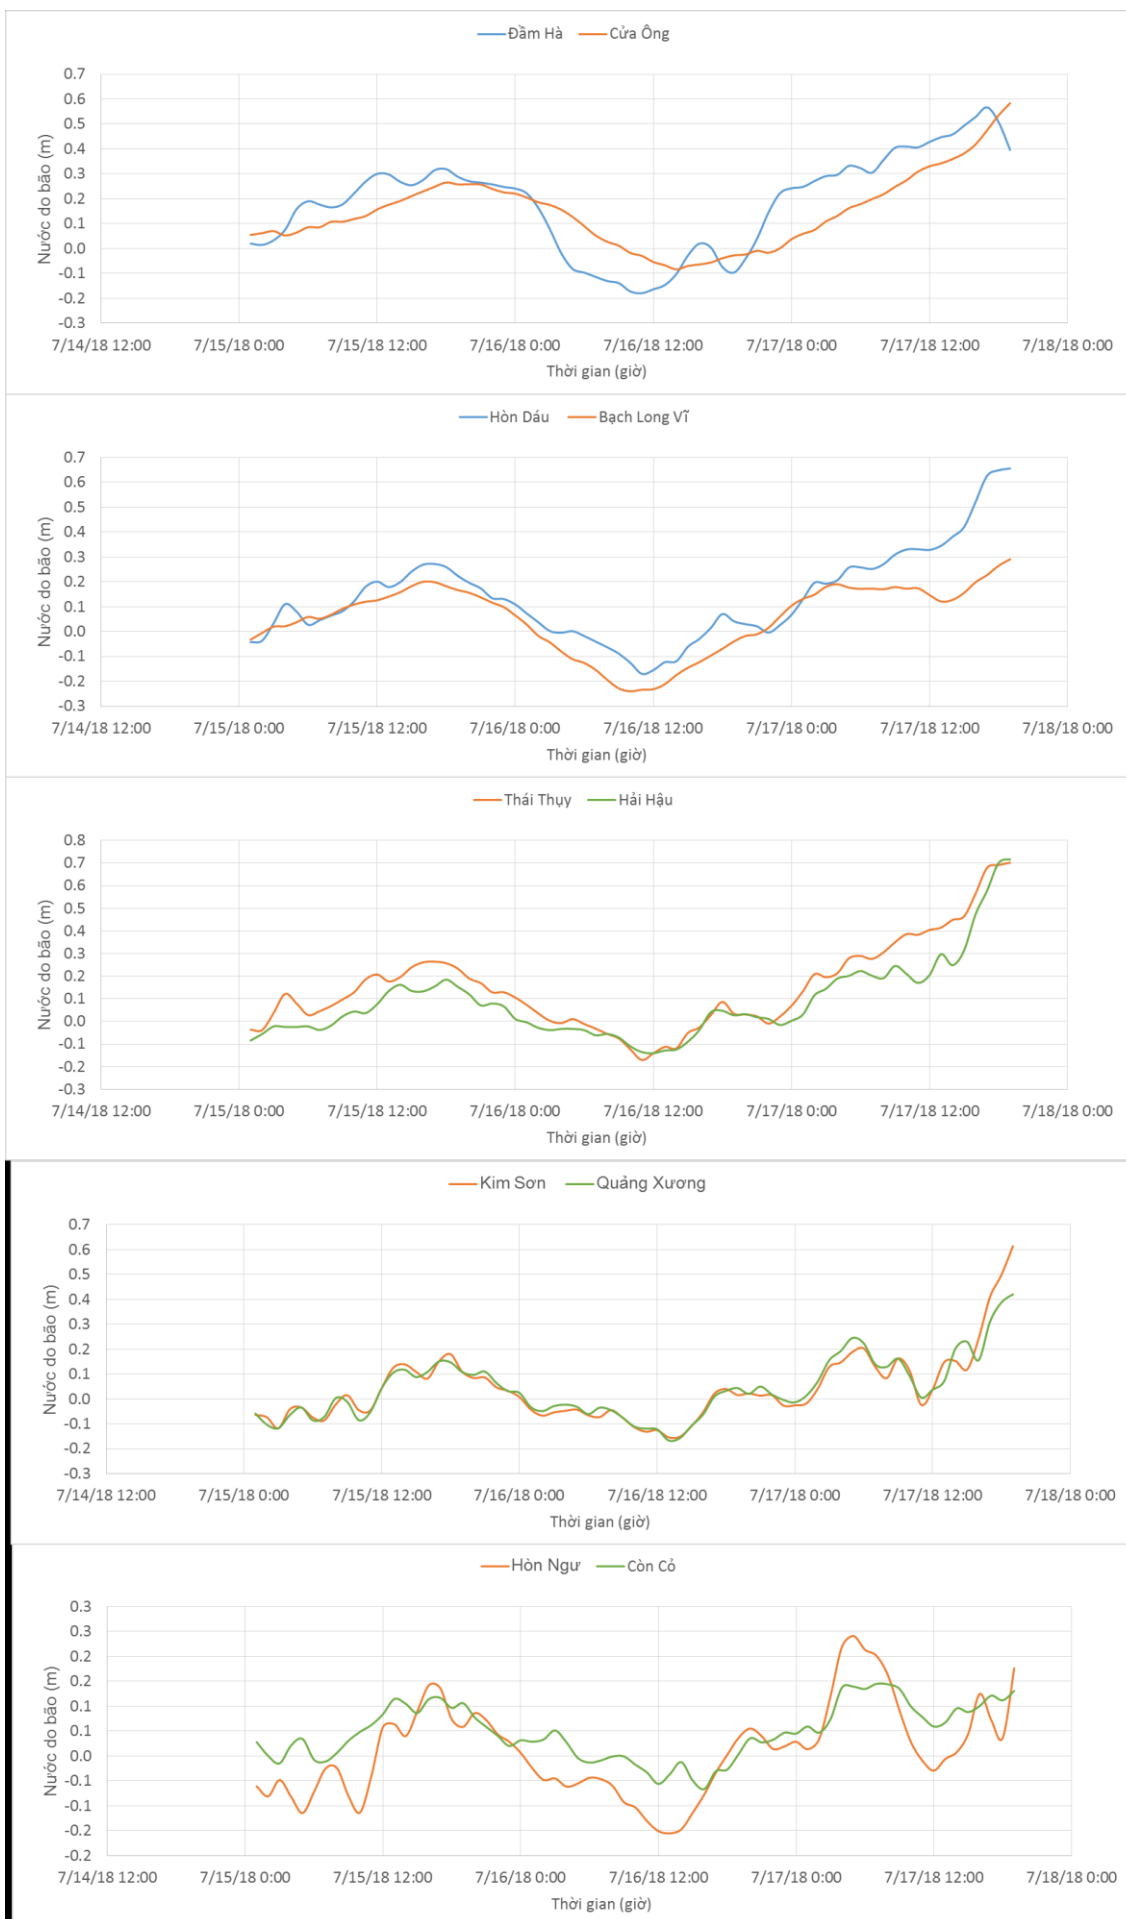 Đầm Hà Cửa Ông
0.7
0.6
0.5
0.4
0.3
0.2
0.1
0.0
-0.1
-0.2
-0.3
Nước do bão (m)
7/14/18 12:00 7/15/18 0:00 7/15/18 12:00 7/16/18 0:00 7/16/18 12:00 7/17/18 0:00 7/17/18 12:00 7/18/18 0:00
Thời gian (giờ)
Hòn Dáu Bạch Long Vĩ
0.7
0.6
0.5
0.4
0.3
0.2
0.1
0.0
-0.1
-0.2
-0.3
Nước do bão (m)
7/14/18 12:00 7/15/18 0:00 7/15/18 12:00 7/16/18 0:00 7/16/18 12:00 7/17/18 0:00 7/17/18 12:00 7/18/18 0:00
Thời gian (giờ)
Thái Thụy Hải Hậu
0.8
0.7
0.6
0.5
0.4
0.3
0.2
0.1
0.0
-0.1
-0.2
-0.3
Nước do bão (m)
7/14/18 12:00 7/15/18 0:00 7/15/18 12:00 7/16/18 0:00 7/16/18 12:00 7/17/18 0:00 7/17/18 12:00 7/18/18 0:00
Thời gian (giờ)
Kim Sơn Quảng Xương
0.7
0.6
0.5
0.4
0.3
0.2
0.1
0.0
-0.1
-0.2
-0.3
Nước do bão (m)
7/14/18 12:00 7/15/18 0:00 7/15/18 12:00 7/16/18 0:00 7/16/18 12:00 7/17/18 0:00 7/17/18 12:00 7/18/18 0:00
Thời gian (giờ)
Hòn Ngư Còn Cỏ
0.3
0.3
0.2
0.2
0.1
0.1
0.0
-0.1
-0.1
-0.2
-0.2
Nước do bão (m)
7/14/18 12:00 7/15/18 0:00 7/15/18 12:00 7/16/18 0:00 7/16/18 12:00 7/17/18 0:00 7/17/18 12:00 7/18/18 0:00
Thời gian (giờ)